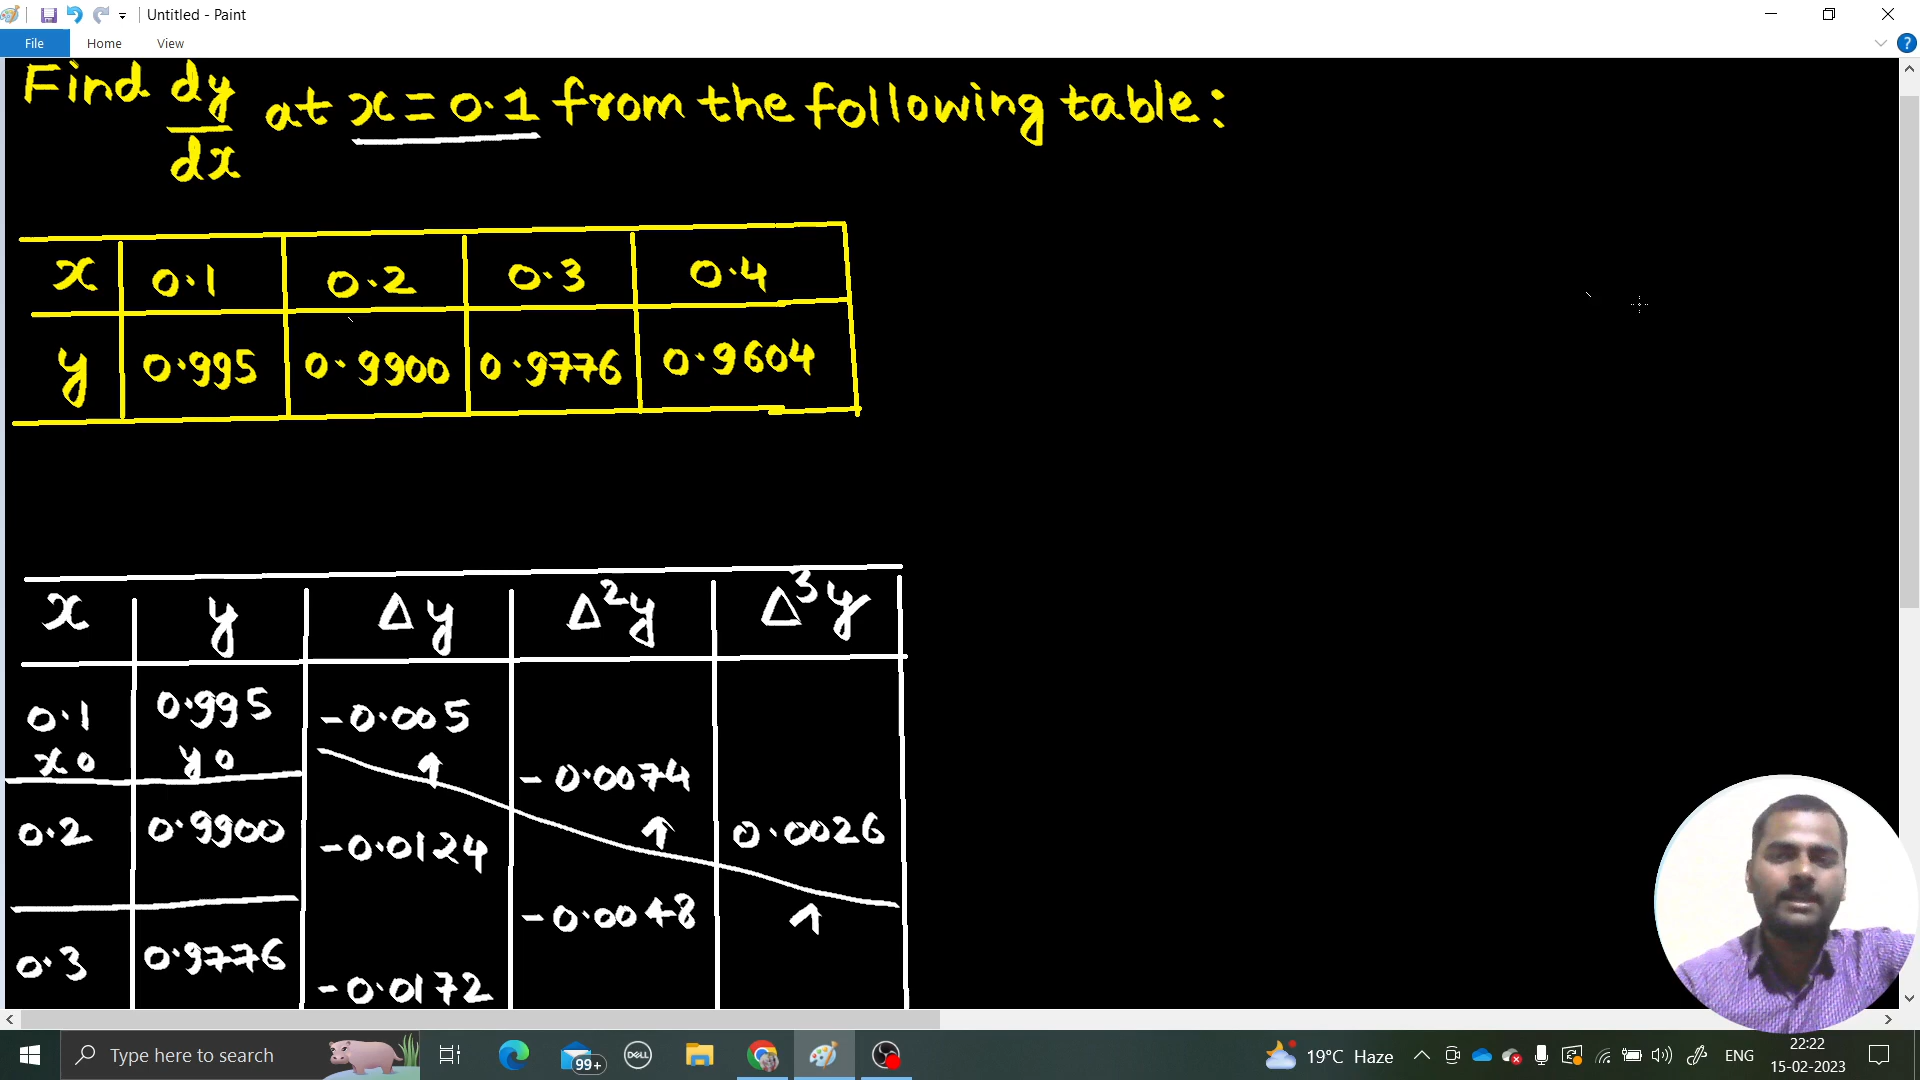 Untitled - Paint
File Home View
Find dy/dx at x = 0.1 from the following table:
x 0.1 0.2 0.3 0.4
y 0.995 0.9900 0.9776 0.9604
x y Δy Δ²y Δ³y
0.1 0.995 -0.005
x0 y0
-0.0074
0.2 0.9900 -0.0124 0.0026
-0.0048
0.3 0.9776 -0.0172
Type here to search
99+
DELL
19°C Haze
ENG
22:22
15-02-2023